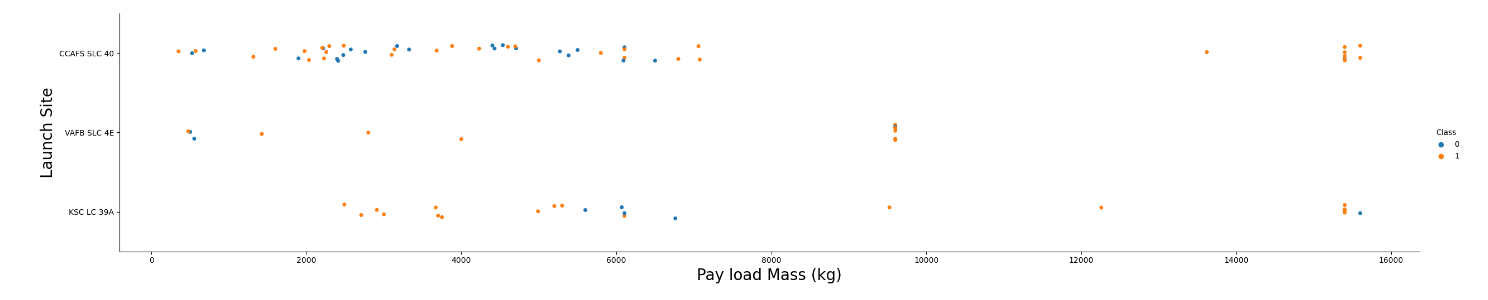 CCAFS SLC 40
VAFB SLC 4E
KSC LC 39A
Launch Site
0 2000 4000 6000 8000 10000 12000 14000 16000
Pay load Mass (kg)
Class
0
1